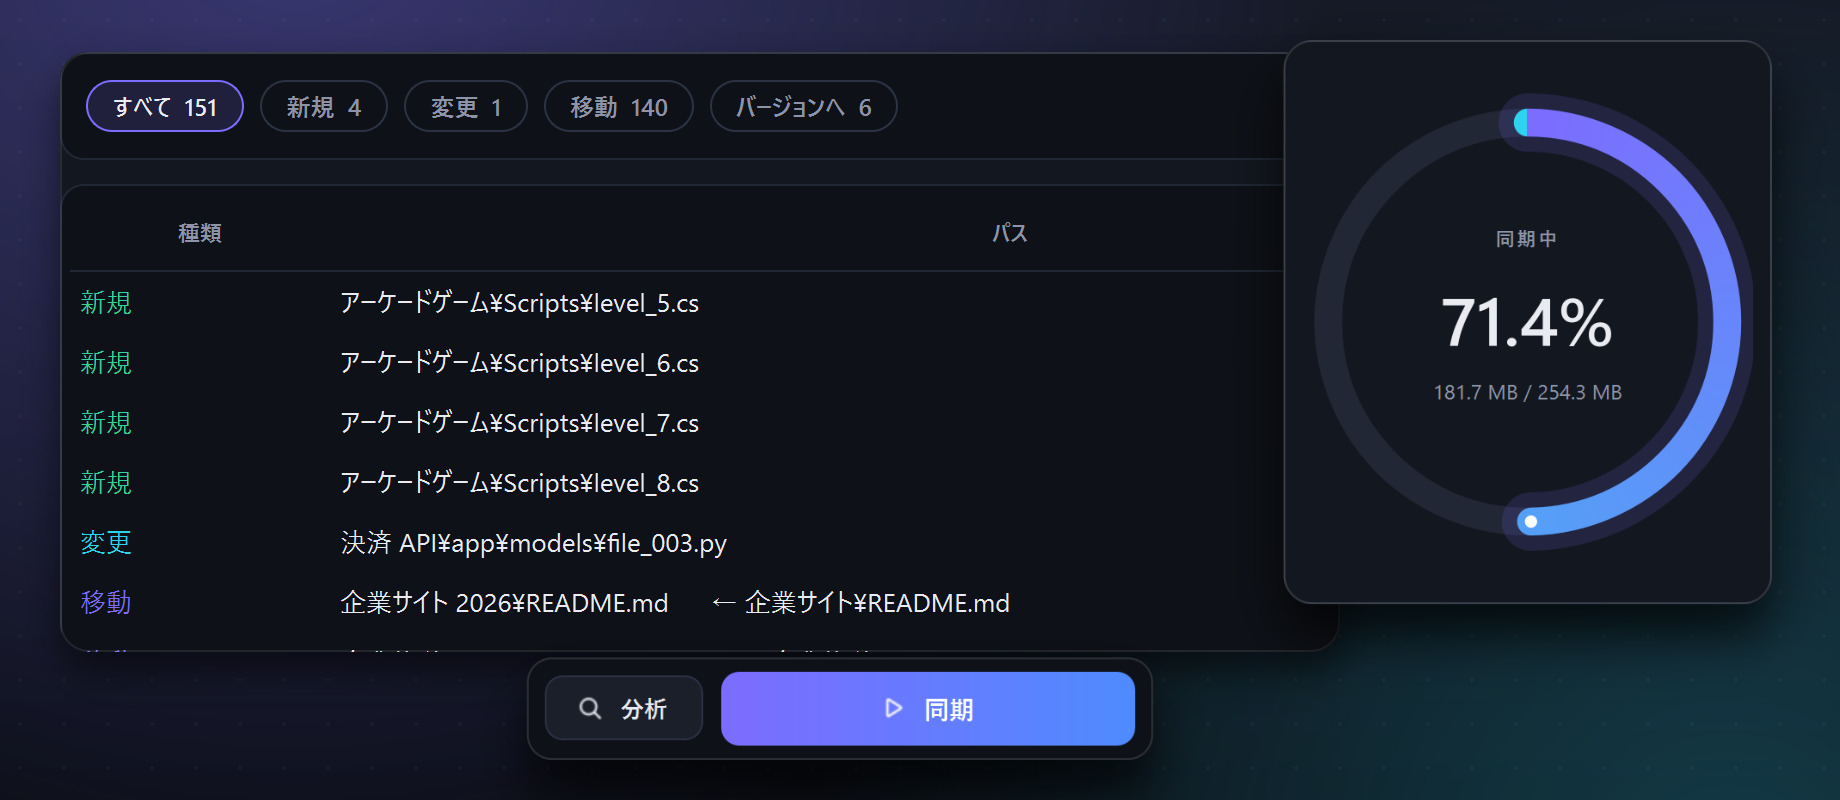 すべて 151
新規 4
変更 1
移動 140
バージョンへ 6
種類 パス
新規 アーケードゲーム¥Scripts¥level_5.cs
新規 アーケードゲーム¥Scripts¥level_6.cs
新規 アーケードゲーム¥Scripts¥level_7.cs
新規 アーケードゲーム¥Scripts¥level_8.cs
変更 決済 API¥app¥models¥file_003.py
移動 企業サイト 2026¥README.md ← 企業サイト¥README.md
同期中
71.4%
181.7 MB / 254.3 MB
分析
同期